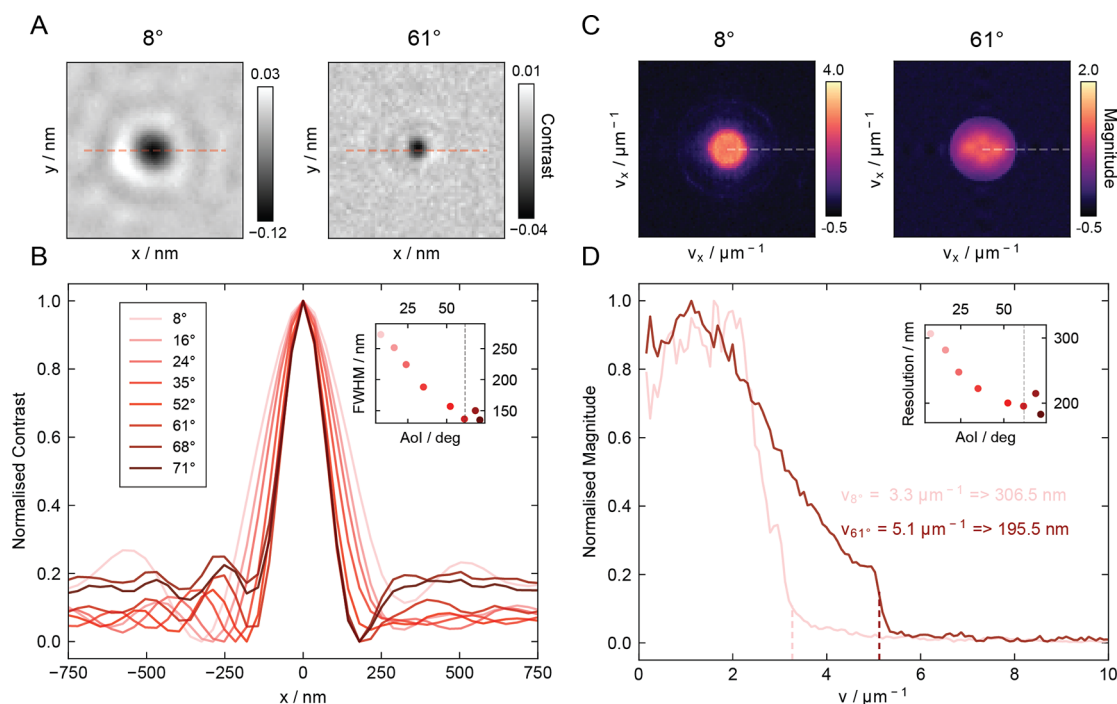 A
8°
61°
0.03
−0.12
0.01
−0.04
Contrast
y / nm
y / nm
x / nm
x / nm
C
8°
61°
4.0
−0.5
2.0
−0.5
Magnitude
vₓ / µm⁻¹
vₓ / µm⁻¹
vₓ / µm⁻¹
vₓ / µm⁻¹
B
Normalised Contrast
1.0
0.8
0.6
0.4
0.2
0.0
8°
16°
24°
35°
52°
61°
68°
71°
25 50
FWHM / nm
250
200
150
AoI / deg
−750 −500 −250 0 250 500 750
x / nm
D
Normalised Magnitude
1.0
0.8
0.6
0.4
0.2
0.0
25 50
Resolution / nm
300
200
AoI / deg
v8° = 3.3 µm⁻¹ => 306.5 nm
v61° = 5.1 µm⁻¹ => 195.5 nm
0 2 4 6 8 10
v / µm⁻¹